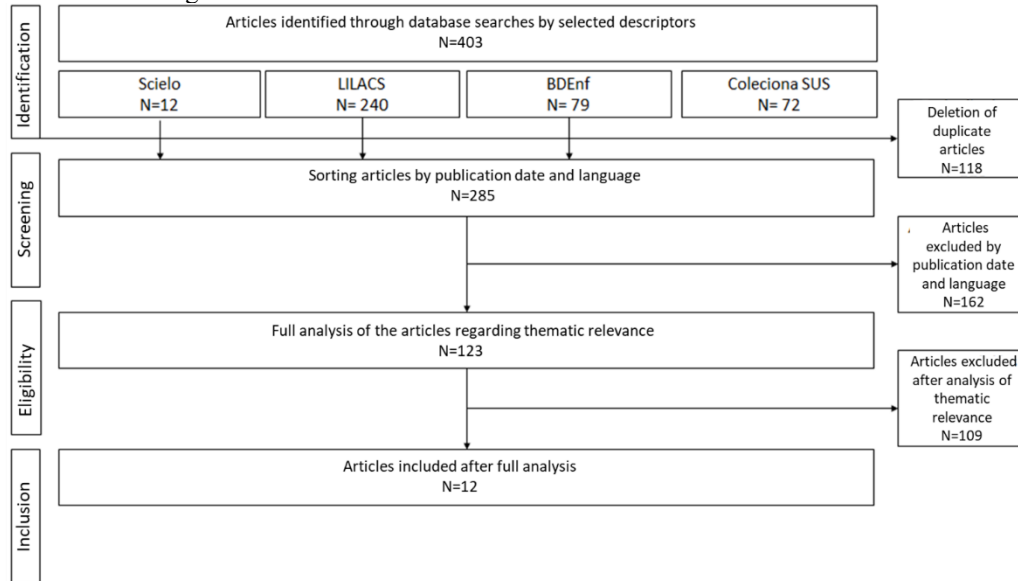 Identification
Articles identified through database searches by selected descriptors
N=403
Scielo
N=12
LILACS
N= 240
BDEnf
N= 79
Coleciona SUS
N= 72
Deletion of
duplicate
articles
N=118
Screening
Sorting articles by publication date and language
N=285
Articles
excluded by
publication date
and language
N=162
Eligibility
Full analysis of the articles regarding thematic relevance
N=123
Articles excluded
after analysis of
thematic
relevance
N=109
Inclusion
Articles included after full analysis
N=12